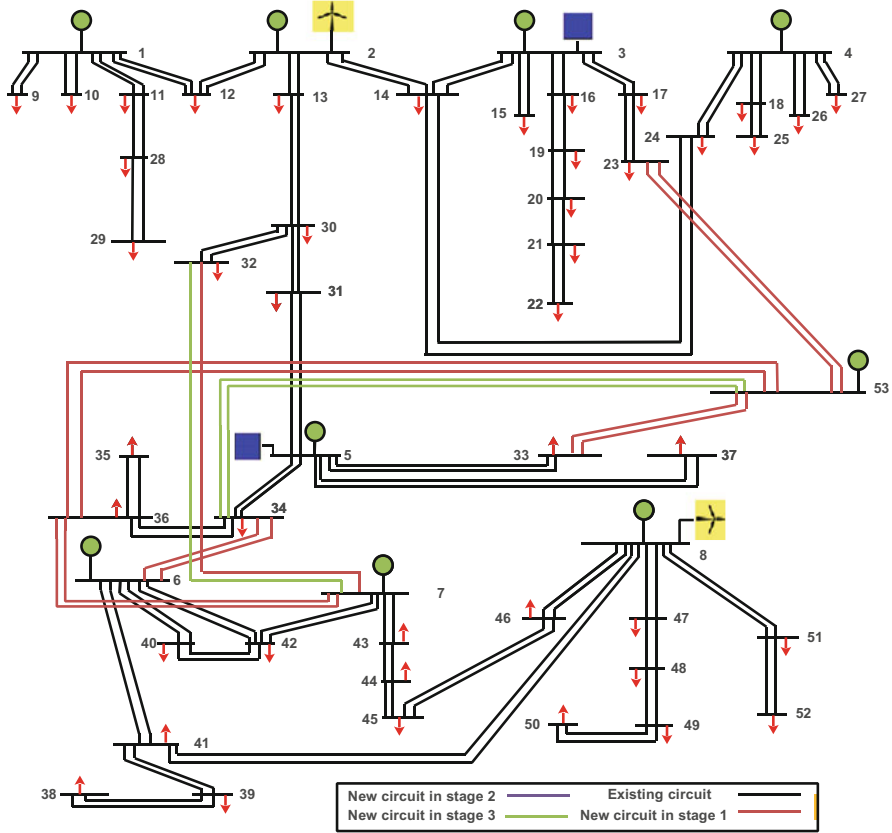 1 2 3 4
9 10 11 12 13 14 15 16 17 18 26 27
24 25
28 19 23
20
29 30 21
32
31 22
53
35 5 33 37
36 34
8
6 7
46 47
40 42 43 51
44 48
45 50 49 52
41
38 39
New circuit in stage 2 Existing circuit
New circuit in stage 3 New circuit in stage 1